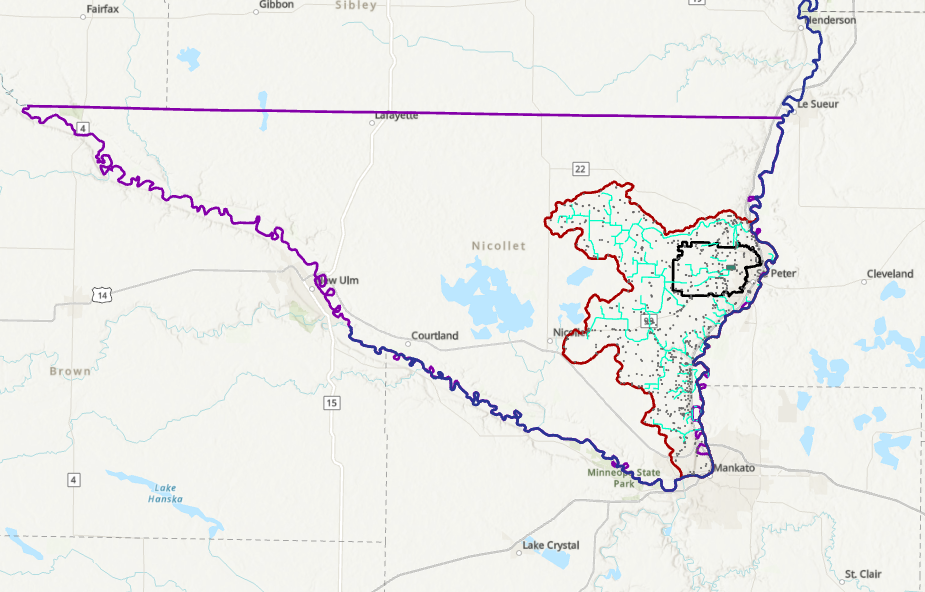 Fairfax
Gibbon
Sibley
Henderson
Le Sueur
4
Lafayette
22
Nicollet
St Peter
Cleveland
14
New Ulm
99
Courtland
Nicollet
Brown
15
4
Lake
Hanska
Minneopa State
Park
Mankato
Lake Crystal
St. Clair